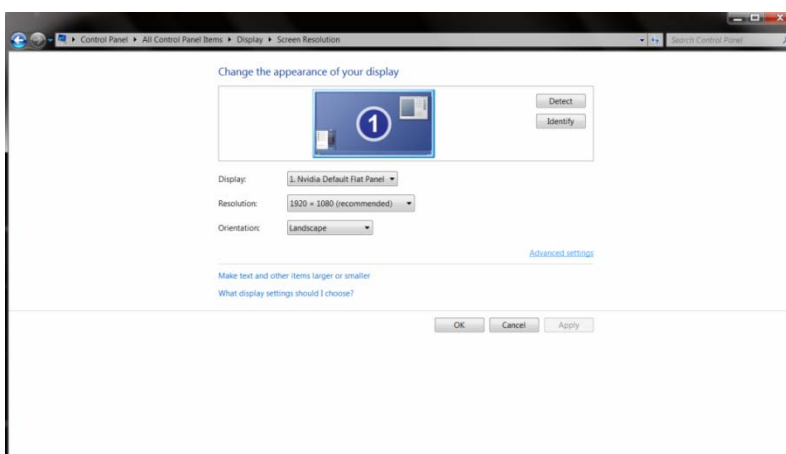 Control Panel ▸ All Control Panel Items ▸ Display ▸ Screen Resolution
Search Control Panel
Change the appearance of your display
1
Detect
Identify
Display:
1. Nvidia Default Flat Panel
Resolution:
1920 × 1080 (recommended)
Orientation:
Landscape
Advanced settings
Make text and other items larger or smaller
What display settings should I choose?
OK Cancel Apply